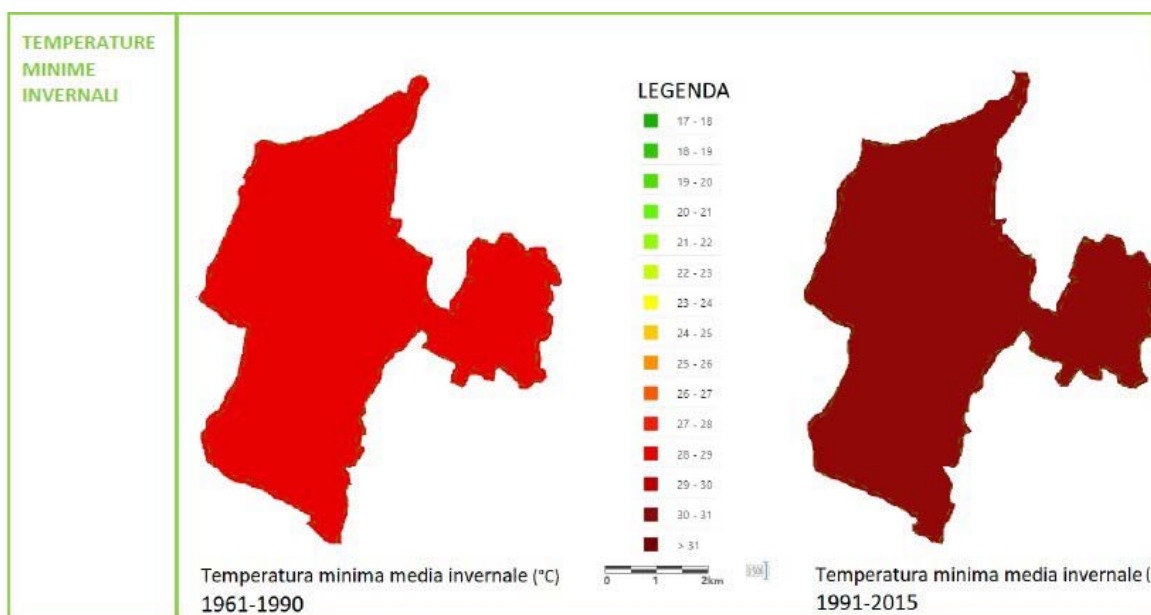 TEMPERATURE
MINIME
INVERNALI
LEGENDA
17 - 18
18 - 19
19 - 20
20 - 21
21 - 22
22 - 23
23 - 24
24 - 25
25 - 26
26 - 27
27 - 28
28 - 29
29 - 30
30 - 31
> 31
0 1 2km
Temperatura minima media invernale (°C)
1961-1990
Temperatura minima media invernale (
1991-2015